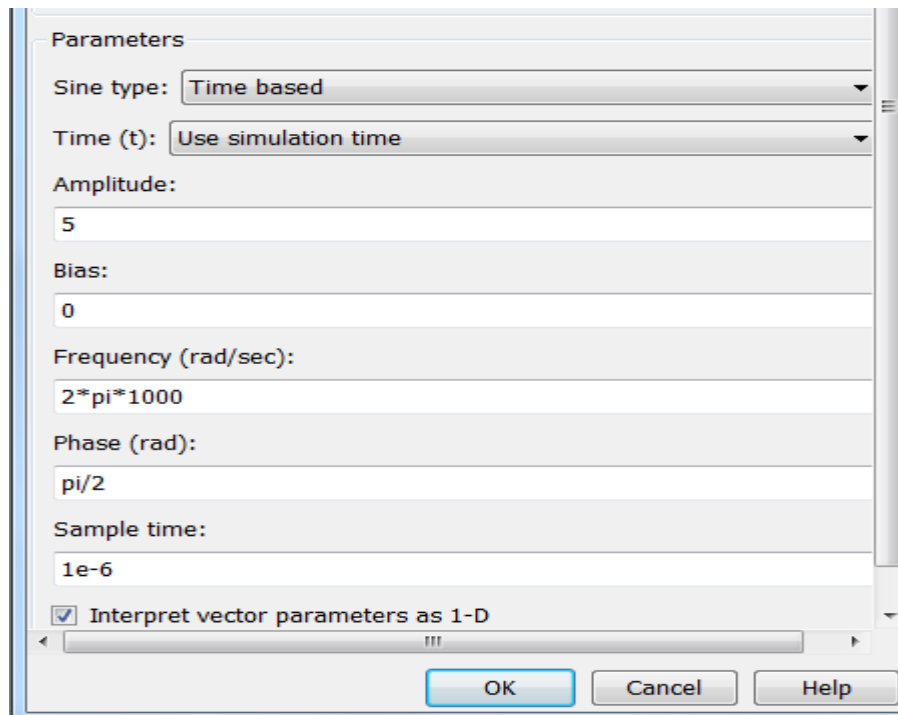 Parameters
Sine type: Time based
Time (t): Use simulation time
Amplitude:
5
Bias:
0
Frequency (rad/sec):
2*pi*1000
Phase (rad):
pi/2
Sample time:
1e-6
Interpret vector parameters as 1-D
OK Cancel Help